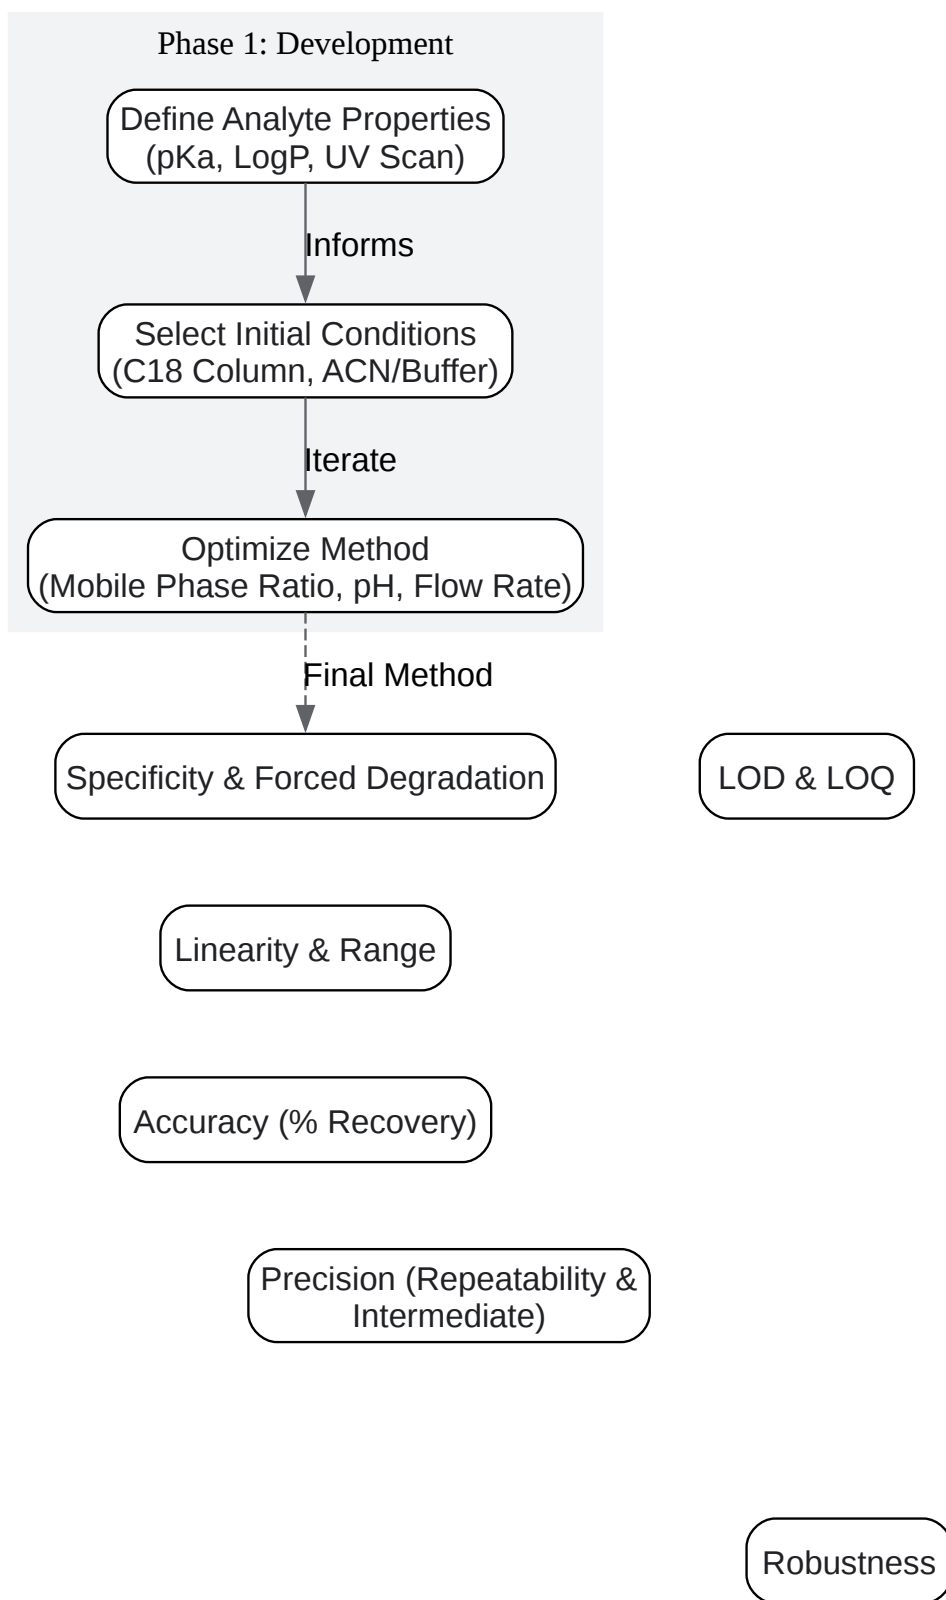 Phase 1: Development
Define Analyte Properties
(pKa, LogP, UV Scan)
Informs
Select Initial Conditions
(C18 Column, ACN/Buffer)
Iterate
Optimize Method
(Mobile Phase Ratio, pH, Flow Rate)
Final Method
Specificity & Forced Degradation
LOD & LOQ
Linearity & Range
Accuracy (% Recovery)
Precision (Repeatability &
Intermediate)
Robustness